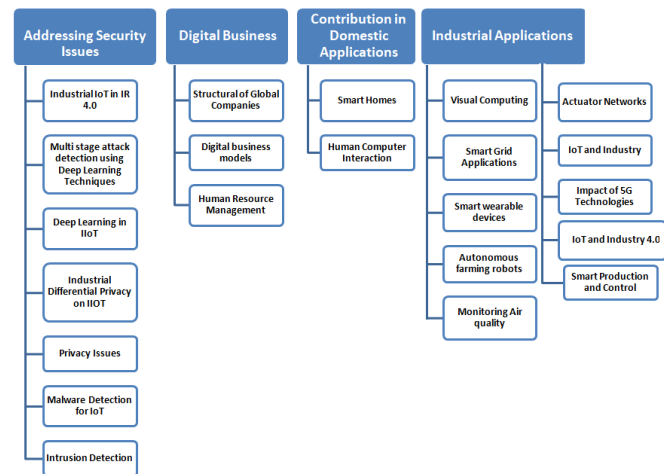 Addressing Security
Issues
Industrial IoT in IR
4.0
Multi stage attack
detection using
Deep Learning
Techniques
Deep Learning in
IIoT
Industrial
Differential Privacy
on IIOT
Privacy Issues
Malware Detection
for IoT
Intrusion Detection
Digital Business
Structural of Global
Companies
Digital business
models
Human Resource
Management
Contribution in
Domestic
Applications
Smart Homes
Human Computer
Interaction
Industrial Applications
Visual Computing
Smart Grid
Applications
Smart wearable
devices
Autonomous
farming robots
Monitoring Air
quality
Actuator Networks
IoT and Industry
Impact of 5G
Technologies
IoT and Industry 4.0
Smart Production
and Control